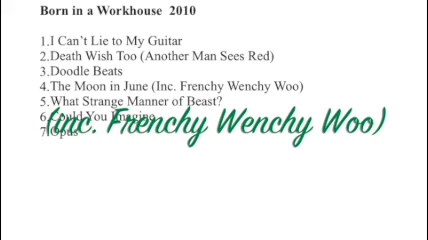 Born in a Workhouse 2010
1.I Can't Lie to My Guitar
2.Death Wish Too (Another Man Sees Red)
3.Doodle Beats
4.The Moon in June (Inc. Frenchy Wenchy Woo)
5.What Strange Manner of Beast?
6.Could You Imagine
7.Opus
(inc. Frenchy Wenchy Woo)